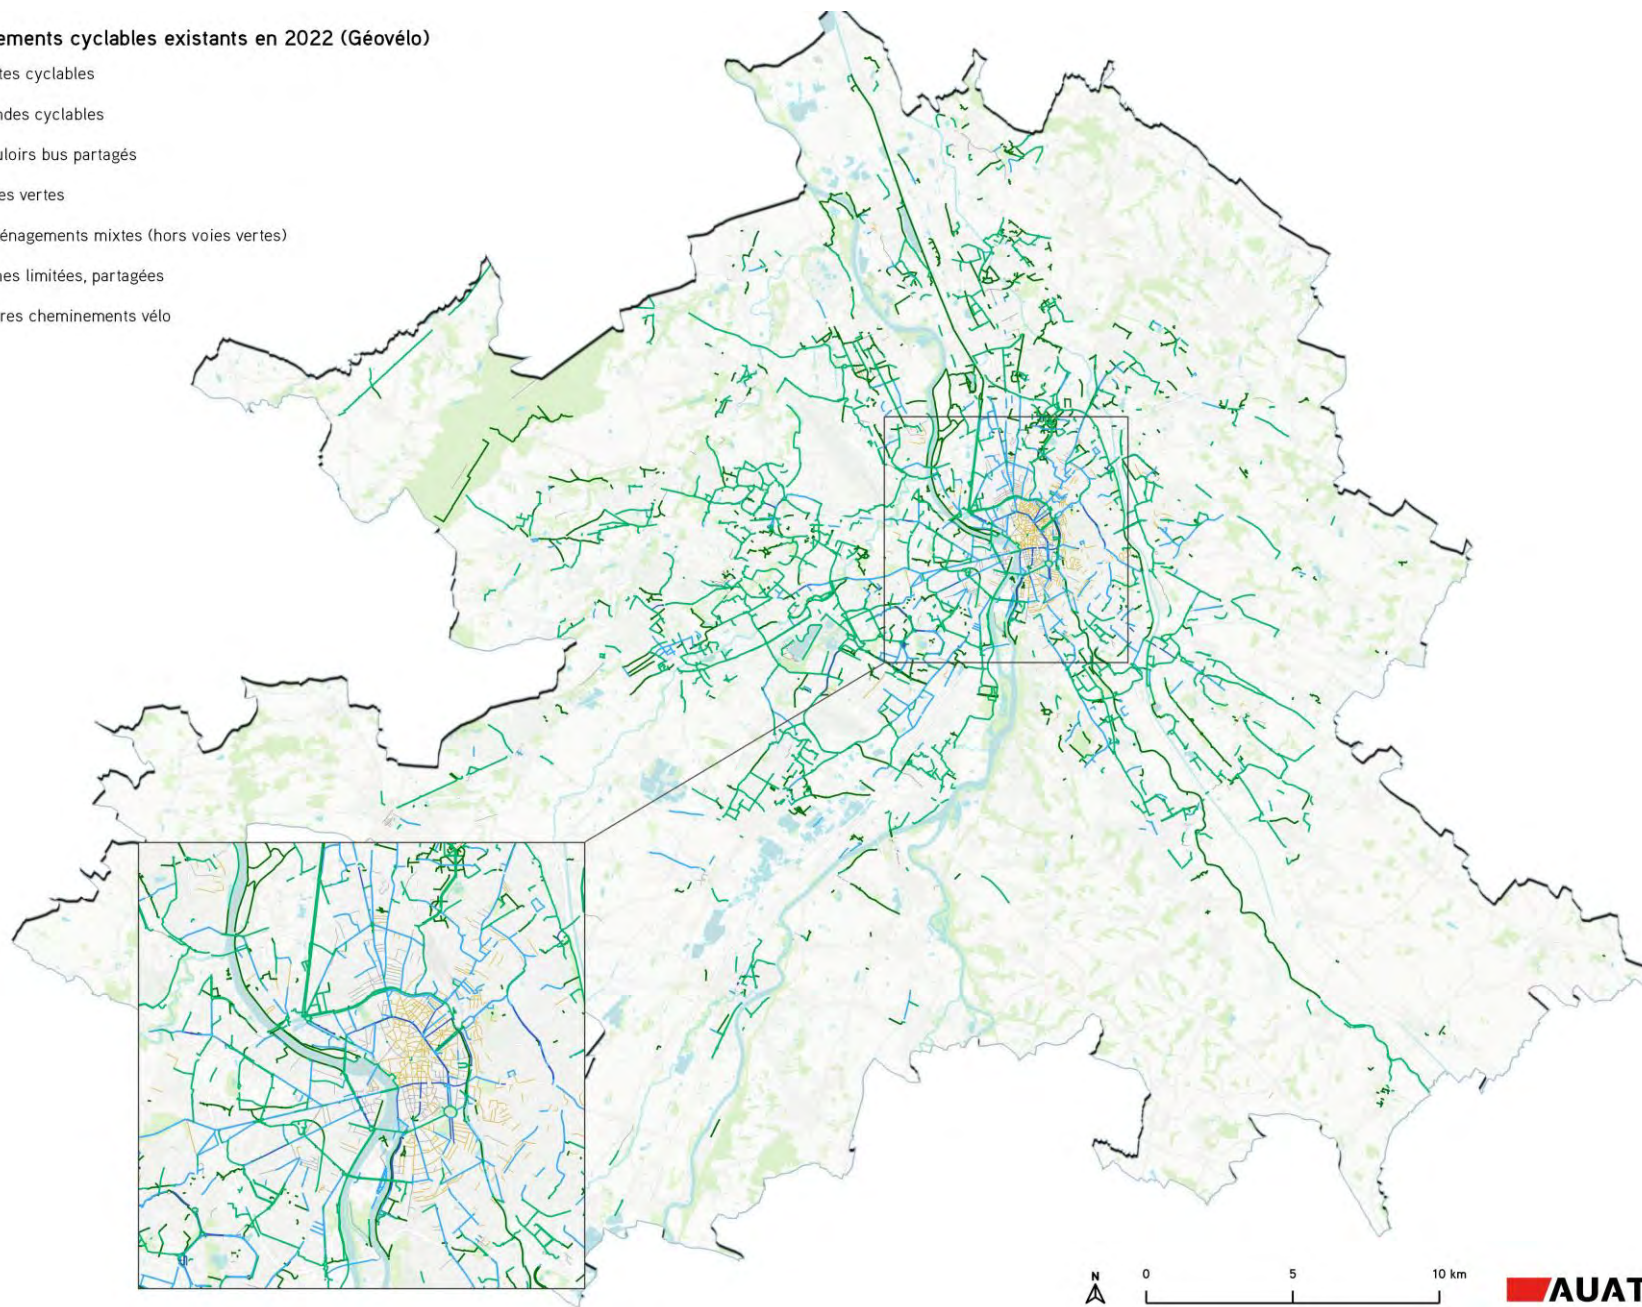 ements cyclables existants en 2022 (Géovélo)
tes cyclables
ndes cyclables
uloirs bus partagés
es vertes
énagements mixtes (hors voies vertes)
nes limitées, partagées
res cheminements vélo
N
0 5 10 km
AUAT